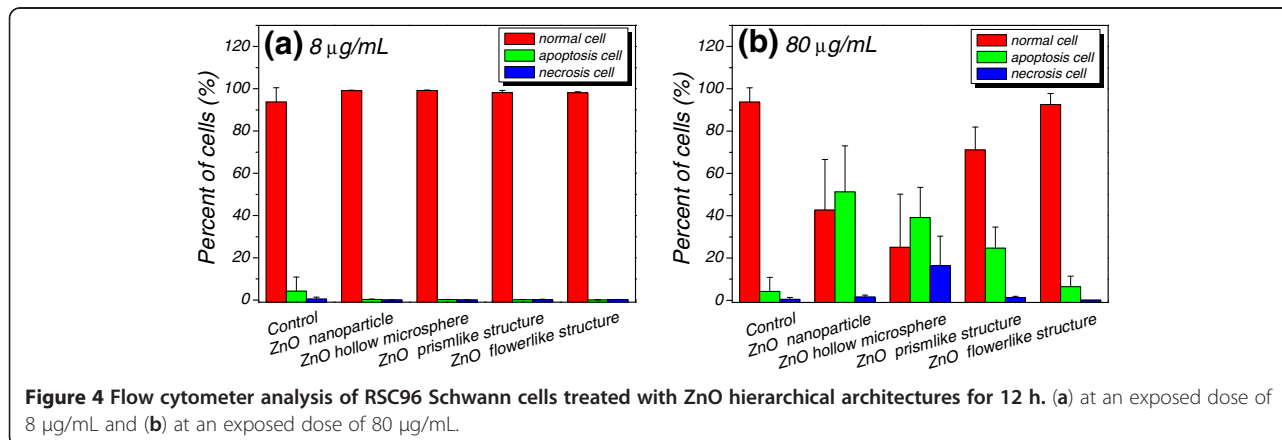 (a) 8 µg/mL
normal cell
apoptosis cell
necrosis cell
Percent of cells (%)
120
100
80
60
40
20
0
Control
ZnO nanoparticle
ZnO hollow microsphere
ZnO prismlike structure
ZnO flowerlike structure
(b) 80 µg/mL
normal cell
apoptosis cell
necrosis cell
Percent of cells (%)
120
100
80
60
40
20
0
Control
ZnO nanoparticle
ZnO hollow microsphere
ZnO prismlike structure
ZnO flowerlike structure
Figure 4 Flow cytometer analysis of RSC96 Schwann cells treated with ZnO hierarchical architectures for 12 h. (a) at an exposed dose of
8 µg/mL and (b) at an exposed dose of 80 µg/mL.